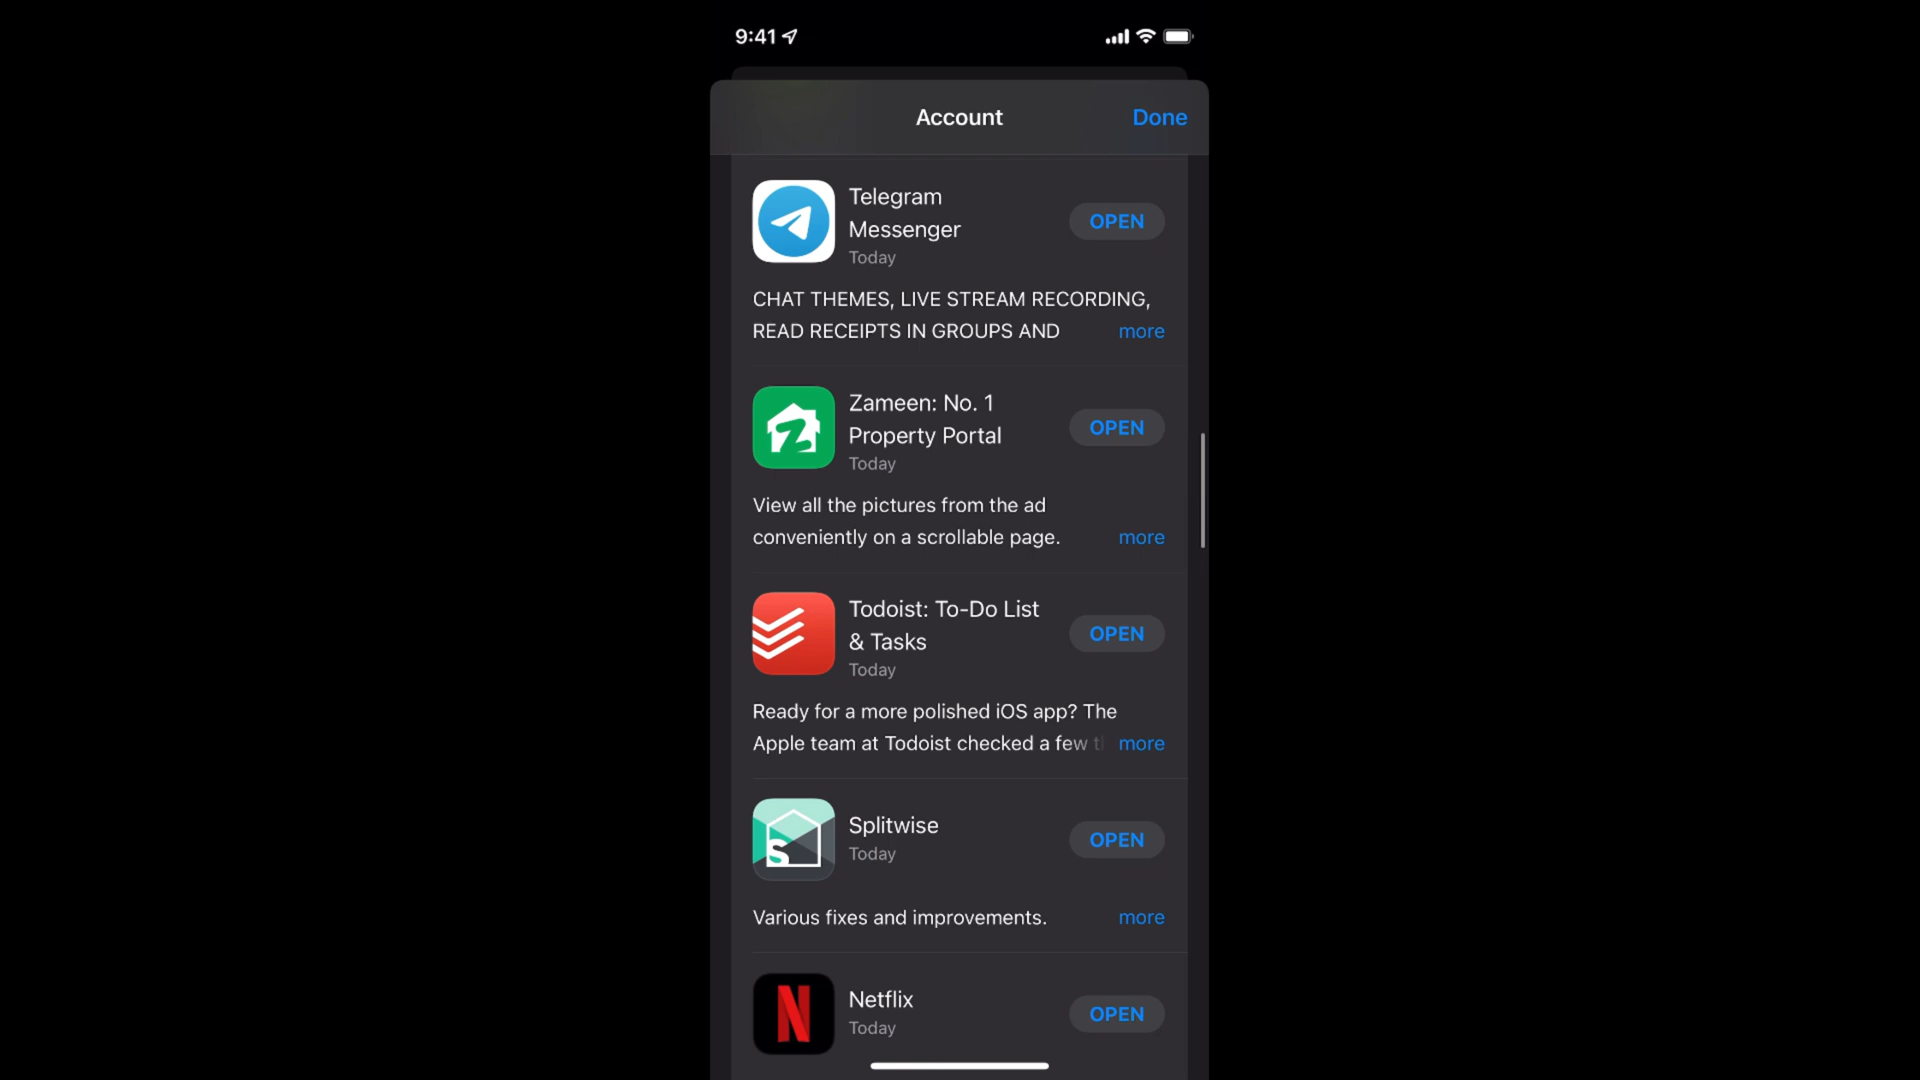 9:41
Account
Done
Telegram
Messenger
Today
OPEN
CHAT THEMES, LIVE STREAM RECORDING,
READ RECEIPTS IN GROUPS AND
more
Zameen: No. 1
Property Portal
Today
OPEN
View all the pictures from the ad
conveniently on a scrollable page.
more
Todoist: To-Do List
& Tasks
Today
OPEN
Ready for a more polished iOS app? The
Apple team at Todoist checked a few
more
Splitwise
Today
OPEN
Various fixes and improvements.
more
Netflix
Today
OPEN